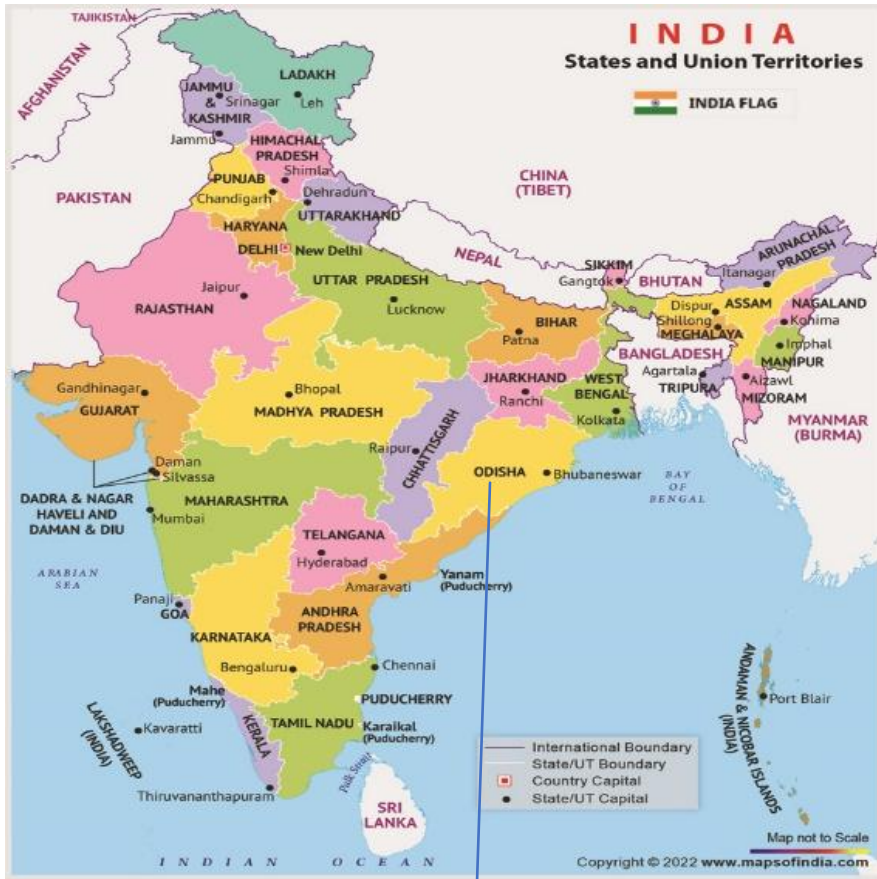 INDIA
States and Union Territories
INDIA FLAG
TAJIKISTAN
AFGHANISTAN
PAKISTAN
CHINA
(TIBET)
NEPAL
BHUTAN
BANGLADESH
MYANMAR
(BURMA)
SRI
LANKA
LADAKH
Leh
JAMMU
&
KASHMIR
Srinagar
Jammu
HIMACHAL
PRADESH
Shimla
PUNJAB
Chandigarh
Dehradun
UTTARAKHAND
HARYANA
DELHI
New Delhi
UTTAR PRADESH
Lucknow
RAJASTHAN
Jaipur
SIKKIM
Gangtok
ARUNACHAL
PRADESH
Itanagar
Dispur
ASSAM
NAGALAND
Kohima
Shillong
MEGHALAYA
Imphal
MANIPUR
Agartala
TRIPURA
Aizawl
MIZORAM
BIHAR
Patna
JHARKHAND
Ranchi
WEST
BENGAL
Kolkata
Gandhinagar
GUJARAT
Bhopal
MADHYA PRADESH
CHHATTISGARH
Raipur
ODISHA
Bhubaneswar
BAY
OF
BENGAL
Daman
Silvassa
DADRA & NAGAR
HAVELI AND
DAMAN & DIU
MAHARASHTRA
Mumbai
TELANGANA
Hyderabad
ARABIAN
SEA
Amaravati
Yanam
(Puducherry)
Panaji
GOA
ANDHRA
PRADESH
KARNATAKA
Bengaluru
Chennai
Mahe
(Puducherry)
PUDUCHERRY
TAMIL NADU
Karaikal
(Puducherry)
KERALA
LAKSHADWEEP
(INDIA)
Kavaratti
Thiruvananthapuram
Palk Strait
ANDAMAN & NICOBAR ISLANDS
(INDIA)
Port Blair
International Boundary
State/UT Boundary
Country Capital
State/UT Capital
INDIAN OCEAN
Map not to Scale
Copyright © 2022 www.mapsofindia.com